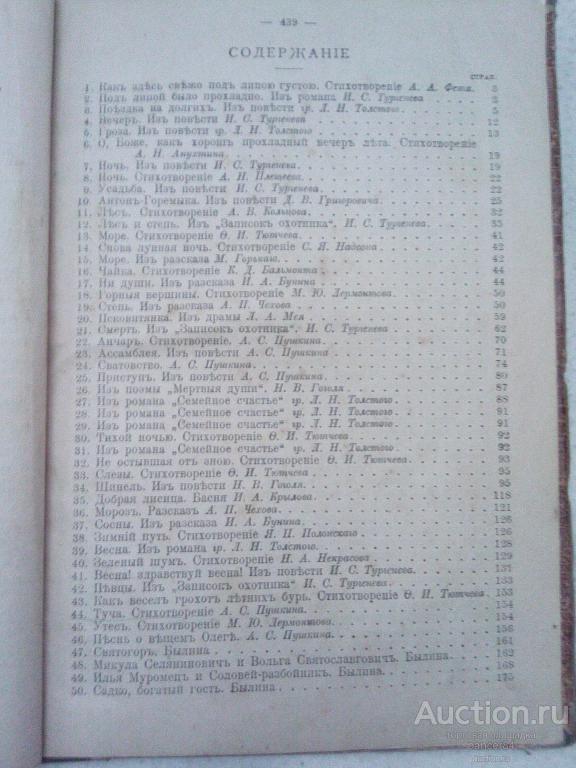 — 439 —
СОДЕРЖАНІЕ
СТРАН.
1. Какъ здѣсь свѣжо подъ липою густою. Стихотвореніе А. А. Фета. 3
2. Подъ липой было прохладно. Изъ романа И. С. Тургенева 3
3. Поѣздка на долгихъ. Изъ повѣсти гр. Л. Н. Толстого. 5
4. Вечеръ. Изъ повѣсти И. С. Тургенева 12
5. Гроза. Изъ повѣсти гр. Л. Н. Толстого. 13
6. О, Боже, какъ хорошъ прохладный вечеръ лѣта. Стихотвореніе
А. Н. Апухтина 19
7. Ночь. Изъ повѣсти И. С. Тургенева. 19
8. Ночь. Стихотвореніе А. Н. Плещеева. 22
9. Усадьба. Изъ повѣсти И. С. Тургенева 22
10. Антонъ-Горемыка. Изъ повѣсти Д. В. Григоровича 25
11. Лѣсъ. Стихотвореніе А. В. Кольцова. 32
12. Лѣсъ и степь. Изъ „Записокъ охотника“. И. С. Тургенева 33
13. Море. Стихотвореніе Ѳ. И. Тютчева 41
14. Снова лунная ночь. Стихотвореніе С. Я. Надсона 42
15. Море. Изъ разсказа М. Горькаго 42
16. Чайка. Стихотвореніе К. Д. Бальмонта. 44
17. Ни души. Изъ разсказа И. А. Бунина 44
18. Горныя вершины. Стихотвореніе М. Ю. Лермонтова. 50
19. Степь. Изъ разсказа А. П. Чехова 50
20. Псковитянка. Изъ драмы Л. А. Мея 59
21. Смерть. Изъ „Записокъ охотника“. И. С. Тургенева 62
22. Анчаръ. Стихотвореніе. А. С. Пушкина 70
23. Ассамблея. Изъ повѣсти А. С. Пушкина 71
24. Сватовство. А. С. Пушкина. 74
25. Приступъ. Изъ повѣсти А. С. Пушкина 80
26. Изъ поэмы „Мертвыя души“. Н. В. Гоголя 87
27. Изъ романа „Семейное счастье“ гр. Л. Н. Толстого 88
28. Изъ романа „Семейное счастье“ гр. Л. Н. Толстого. 91
29. Изъ романа „Семейное счастье“ гр. Л. Н. Толстого. 91
30. Тихой ночью. Стихотвореніе Ѳ. И. Тютчева 92
31. Изъ романа „Семейное счастье“ гр. Л. Н. Толстого 92
32. Не остывшая отъ зною. Стихотвореніе Ѳ. И. Тютчева. 93
33. Слезы. Стихотвореніе Ѳ. И. Тютчева 95
34. Шинель. Изъ повѣсти Н. В. Гоголя. 95
35. Добрая лисица. Басня И. А. Крылова. 118
36. Морозъ. Разсказъ А. П. Чехова 121
37. Сосны. Изъ разсказа И. А. Бунина 126
38. Зимній путь. Стихотвореніе Я. П. Полонскаго 126
39. Весна. Изъ романа гр. Л. Н. Толстого. 128
40. Зеленый шумъ. Стихотвореніе Н. А. Некрасова 129
41. Весна! здравствуй весна! Изъ повѣсти И. С. Тургенева. 131
42. Пѣвцы. Изъ „Записокъ охотника“ И. С. Тургенева 133
43. Какъ веселъ грохотъ лѣтнихъ бурь. Стихотвореніе Ѳ. И. Тютчева 153
44. Туча. Стихотвореніе А. С. Пушкина. 154
45. Утесъ. Стихотвореніе М. Ю. Лермонтова. 154
46. Пѣснь о вѣщемъ Олегѣ. А. С. Пушкина. 156
47. Святогоръ. Былина 161
48. Микула Селяниновичъ и Вольга Святославговичъ. Былина 162
49. Илья Муромецъ и Соловей-разбойникъ. Былина. 168
50. Садко, богатый гость. Былина 175
Auction.ru
торговая площадка